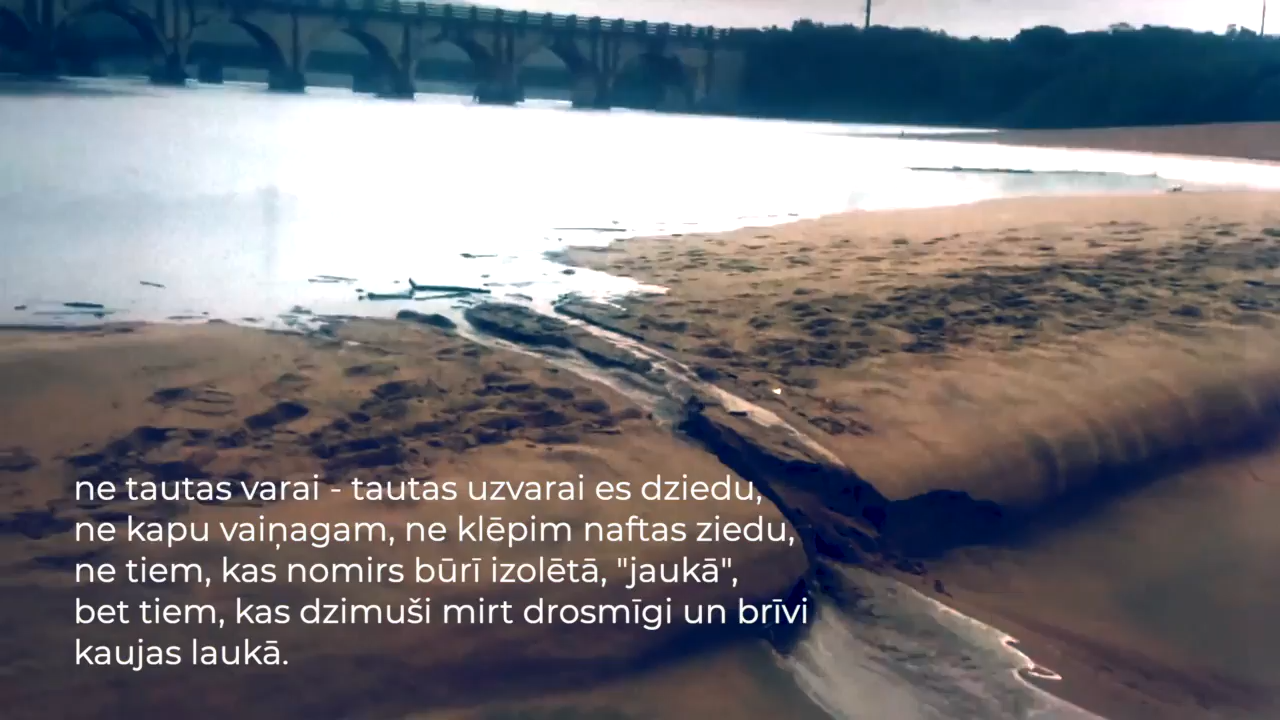 ne tautas varai - tautas uzvarai es dziedu,
ne kapu vaiņagam, ne klēpim naftas ziedu,
ne tiem, kas nomirs būrī izolētā, "jaukā",
bet tiem, kas dzimuši mirt drosmīgi un brīvi
kaujas laukā.